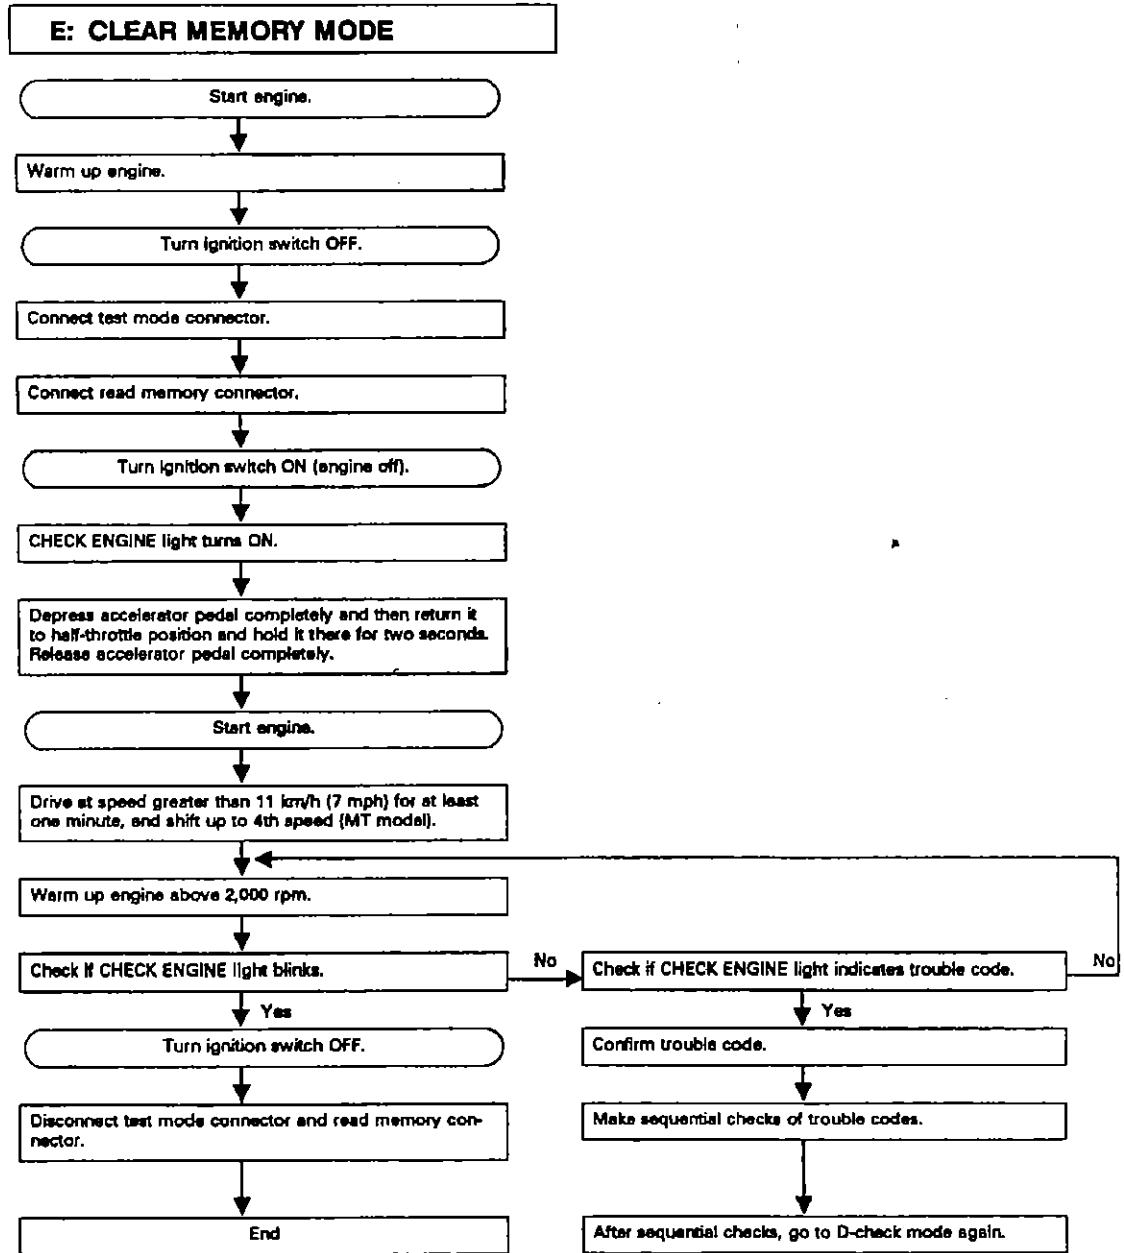 E: CLEAR MEMORY MODE
Start engine.
Warm up engine.
Turn ignition switch OFF.
Connect test mode connector.
Connect read memory connector.
Turn ignition switch ON (engine off).
CHECK ENGINE light turns ON.
Depress accelerator pedal completely and then return it
to half-throttle position and hold it there for two seconds.
Release accelerator pedal completely.
Start engine.
Drive at speed greater than 11 km/h (7 mph) for at least
one minute, and shift up to 4th speed (MT model).
Warm up engine above 2,000 rpm.
Check if CHECK ENGINE light blinks.
No
Check if CHECK ENGINE light indicates trouble code.
No
Yes
Yes
Turn ignition switch OFF.
Confirm trouble code.
Disconnect test mode connector and read memory con-
nector.
Make sequential checks of trouble codes.
End
After sequential checks, go to D-check mode again.